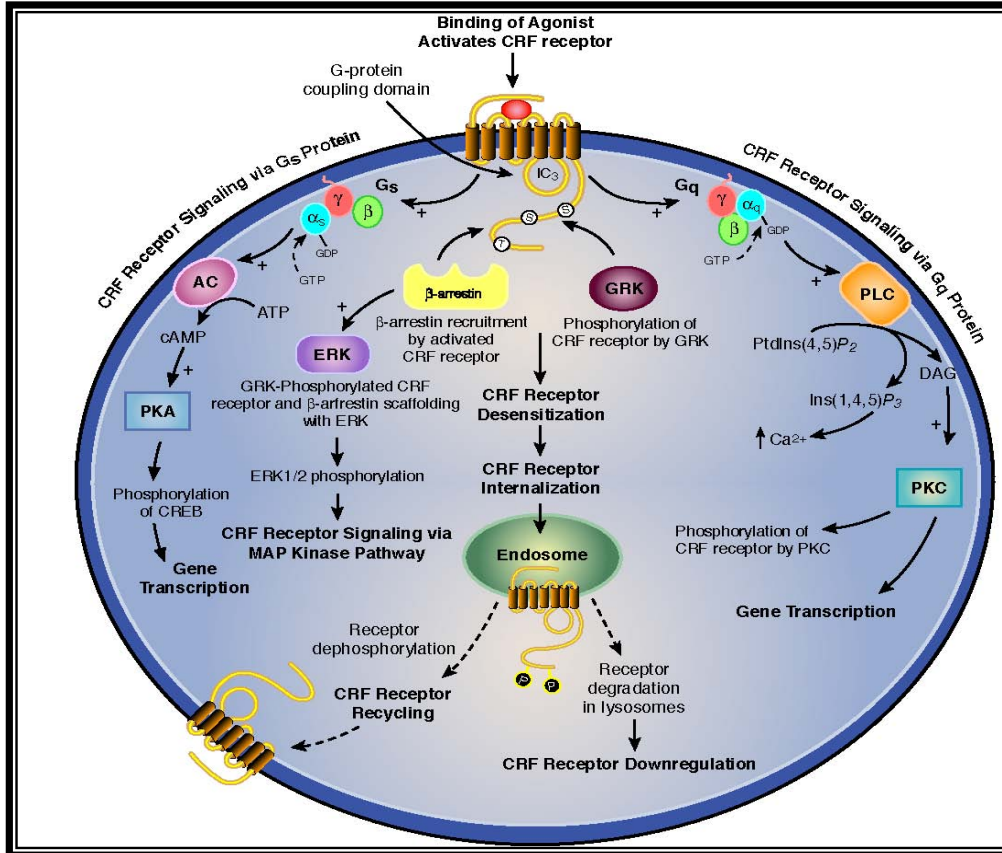 Binding of Agonist
Activates CRF receptor
G-protein
coupling domain
CRF Receptor Signaling via Gs Protein
CRF Receptor Signaling via Gq Protein
IC3
Gs
+
γ
β
αs
GDP
GTP
+
AC
ATP
cAMP
+
PKA
Phosphorylation
of CREB
Gene
Transcription
S
S
T
β-arrestin
β-arrestin recruitment
by activated
CRF receptor
+
ERK
GRK-Phosphorylated CRF
receptor and β-arfrestin scaffolding
with ERK
ERK1/2 phosphorylation
CRF Receptor Signaling via
MAP Kinase Pathway
GRK
Phosphorylation of
CRF receptor by GRK
CRF Receptor
Desensitization
CRF Receptor
Internalization
Endosome
P
P
Receptor
dephosphorylation
CRF Receptor
Recycling
Receptor
degradation
in lysosomes
CRF Receptor Downregulation
Gq
+
γ
αq
β
GDP
GTP
+
PLC
PtdIns(4,5)P2
DAG
Ins(1,4,5)P3
Ca2+
+
PKC
Phosphorylation of
CRF receptor by PKC
Gene Transcription